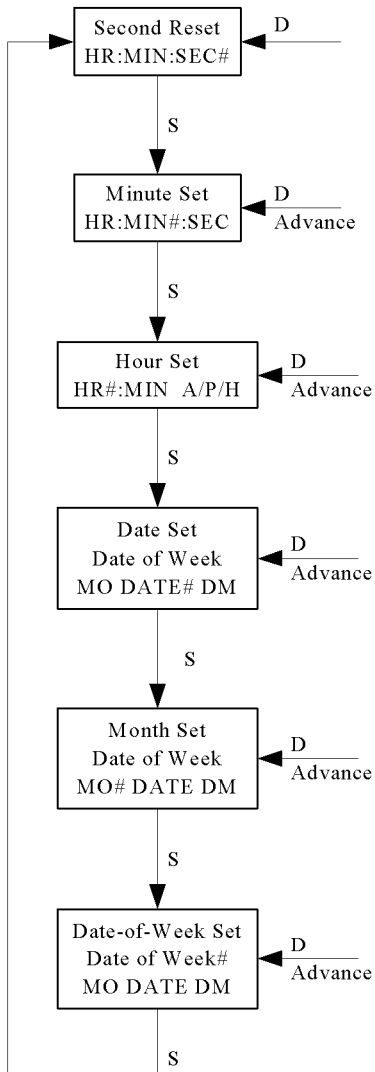 Second Reset
HR:MIN:SEC#
D
S
Minute Set
HR:MIN#:SEC
D
Advance
S
Hour Set
HR#:MIN A/P/H
D
Advance
S
Date Set
Date of Week
MO DATE# DM
D
Advance
S
Month Set
Date of Week
MO# DATE DM
D
Advance
S
Date-of-Week Set
Date of Week#
MO DATE DM
D
Advance
S